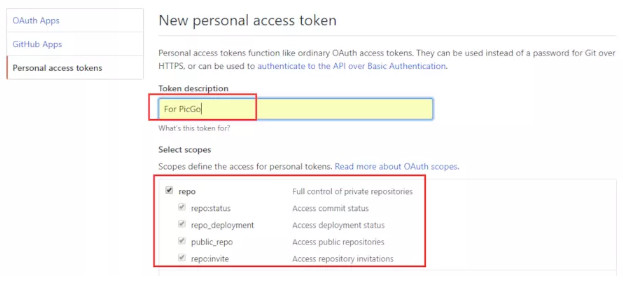 OAuth Apps
GitHub Apps
Personal access tokens
New personal access token
Personal access tokens function like ordinary OAuth access tokens. They can be used instead of a password for Git over
HTTPS, or can be used to authenticate to the API over Basic Authentication.
Token description
For PicGo
What's this token for?
Select scopes
Scopes define the access for personal tokens. Read more about OAuth scopes.
repo Full control of private repositories
repo:status Access commit status
repo_deployment Access deployment status
public_repo Access public repositories
repo:invite Access repository invitations